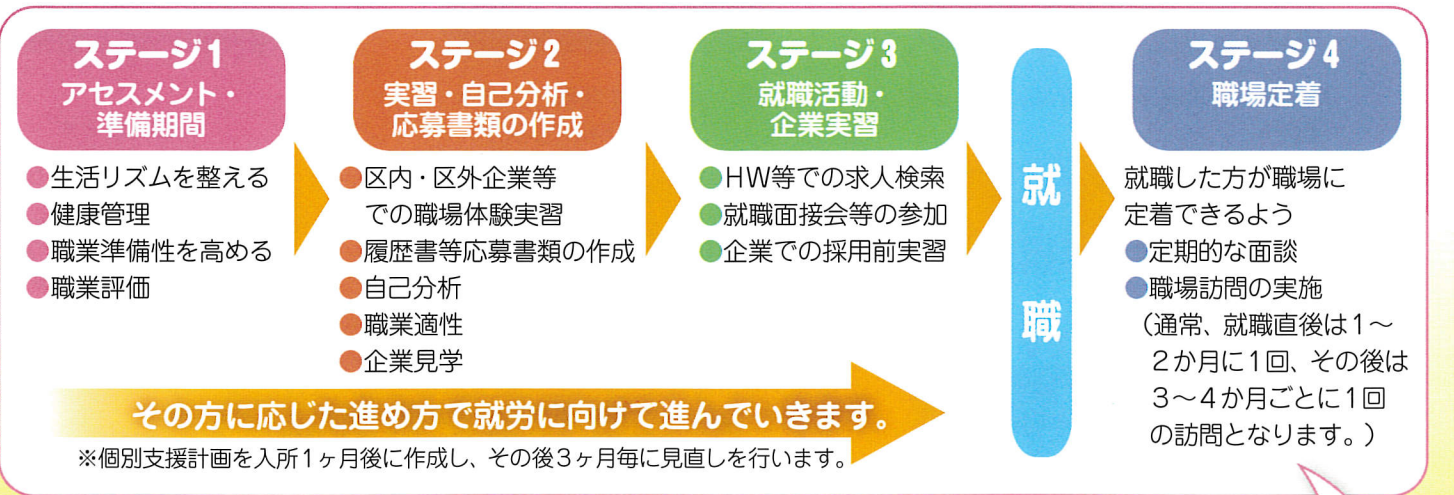 ステージ1
アセスメント・
準備期間
●生活リズムを整える
●健康管理
●職業準備性を高める
●職業評価
ステージ2
実習・自己分析・
応募書類の作成
●区内・区外企業等
での職場体験実習
●履歴書等応募書類の作成
●自己分析
●職業適性
●企業見学
ステージ3
就職活動・
企業実習
●HW等での求人検索
●就職面接会等の参加
●企業での採用前実習
就職
ステージ4
職場定着
就職した方が職場に
定着できるよう
●定期的な面談
●職場訪問の実施
(通常、就職直後は1〜
2か月に1回、その後は
3〜4か月ごとに1回
の訪問となります。)
その方に応じた進め方で就労に向けて進んでいきます。
※個別支援計画を入所1ヶ月後に作成し、その後3ヶ月毎に見直しを行います。